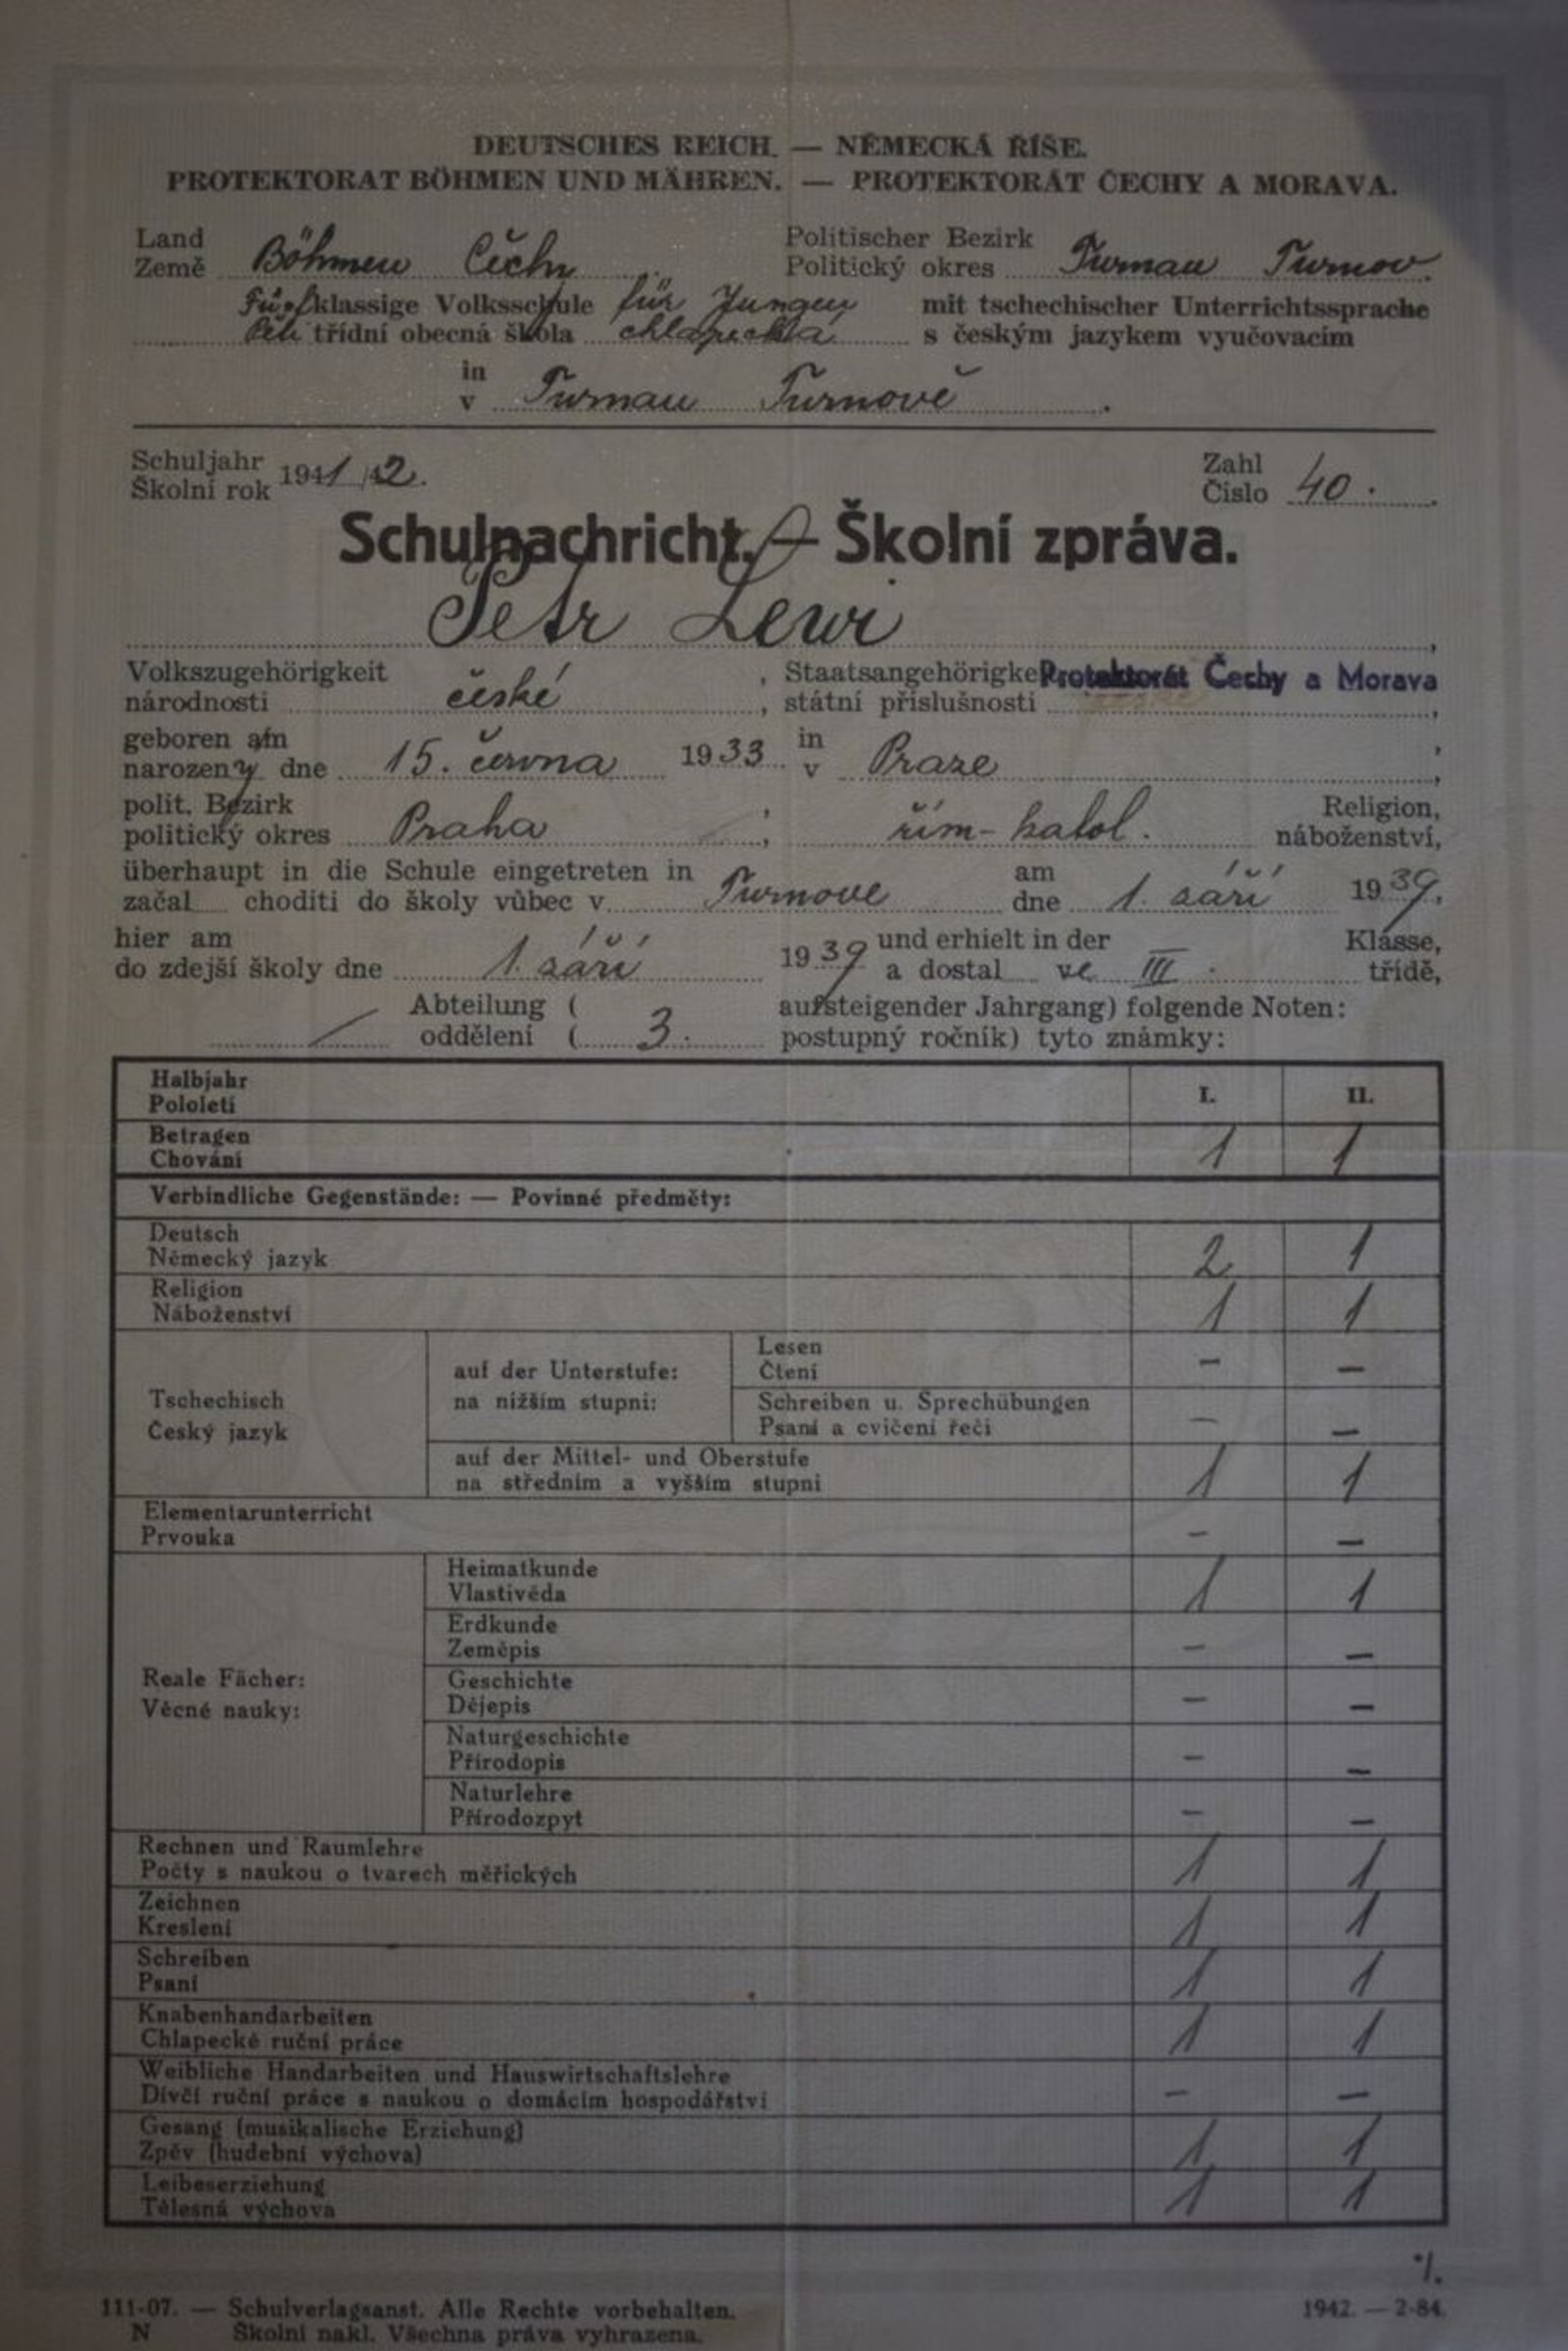 DEUTSCHES REICH. — NĚMECKÁ ŘÍŠE.
PROTEKTORAT BÖHMEN UND MÄHREN. — PROTEKTORÁT ČECHY A MORAVA.
Land Politischer Bezirk
Země Böhmen Čechy Politický okres Turnau Turnov.
Fünfklassige Volksschule für Jungen mit tschechischer Unterrichtssprache
Pěti třídní obecná škola chlapecká s českým jazykem vyučovacím
in
v Turnau Turnově.
Schuljahr Zahl
Školní rok 1941/42. Číslo 40.
Schulnachricht. — Školní zpráva.
Petr Lewi,
Volkszugehörigkeit , Staatsangehörigke Protektorát Čechy a Morava
národnosti české, státní příslušnosti ,
geboren am in ,
narozený dne 15. června 1933 v Praze ,
polit. Bezirk , Religion,
politický okres Praha ; řím-katol. náboženství,
überhaupt in die Schule eingetreten in am
začal choditi do školy vůbec v Turnově dne 1. září 1939,
hier am und erhielt in der Klasse,
do zdejší školy dne 1. září 1939 a dostal ve III. třídě,
Abteilung ( aufsteigender Jahrgang) folgende Noten:
oddělení ( 3. postupný ročník) tyto známky:
Halbjahr
Pololetí I. II.
Betragen
Chování 1 1
Verbindliche Gegenstände: — Povinné předměty:
Deutsch
Německý jazyk 2 1
Religion
Náboženství 1 1
Tschechisch
Český jazyk
auf der Unterstufe:
na nižším stupni:
Lesen
Čtení - -
Schreiben u. Sprechübungen
Psaní a cvičení řeči - -
auf der Mittel- und Oberstufe
na středním a vyšším stupni 1 1
Elementarunterricht
Prvouka - -
Reale Fächer:
Věcné nauky:
Heimatkunde
Vlastivěda 1 1
Erdkunde
Zeměpis - -
Geschichte
Dějepis - -
Naturgeschichte
Přírodopis - -
Naturlehre
Přírodozpyt - -
Rechnen und Raumlehre
Počty s naukou o tvarech měřických 1 1
Zeichnen
Kreslení 1 1
Schreiben
Psaní 1 1
Knabenhandarbeiten
Chlapecké ruční práce 1 1
Weibliche Handarbeiten und Hauswirtschaftslehre
Dívčí ruční práce s naukou o domácím hospodářství - -
Gesang (musikalische Erziehung)
Zpěv (hudební výchova) 1 1
Leibeserziehung
Tělesná výchova 1 1
·/.
111-07. — Schulverlagsanst. Alle Rechte vorbehalten. 1942. — 2-84.
N Školní nakl. Všechna práva vyhrazena.